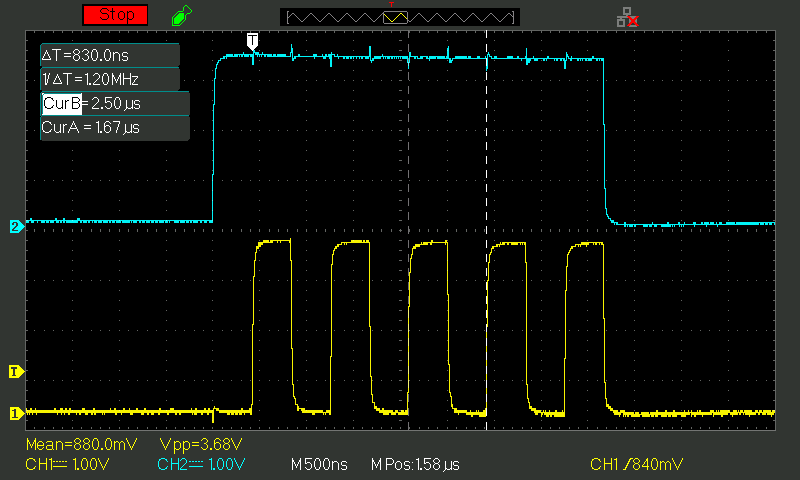 Stop
T
ΔT=830.0ns
1/ΔT=1.20MHz
CurB=2.50µs
CurA = 1.67µs
2
T
1
Mean=880.0mV Vpp=3.68V
CH1 1.00V CH2 1.00V M500ns M Pos:1.58µs CH1 840mV